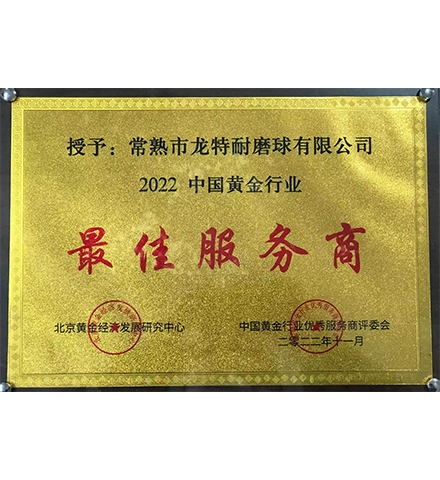 授予：常熟市龙特耐磨球有限公司
2022 中国黄金行业
最佳服务商
北京黄金经济发展研究中心
中国黄金行业优秀服务商评委会
二零二二年十一月